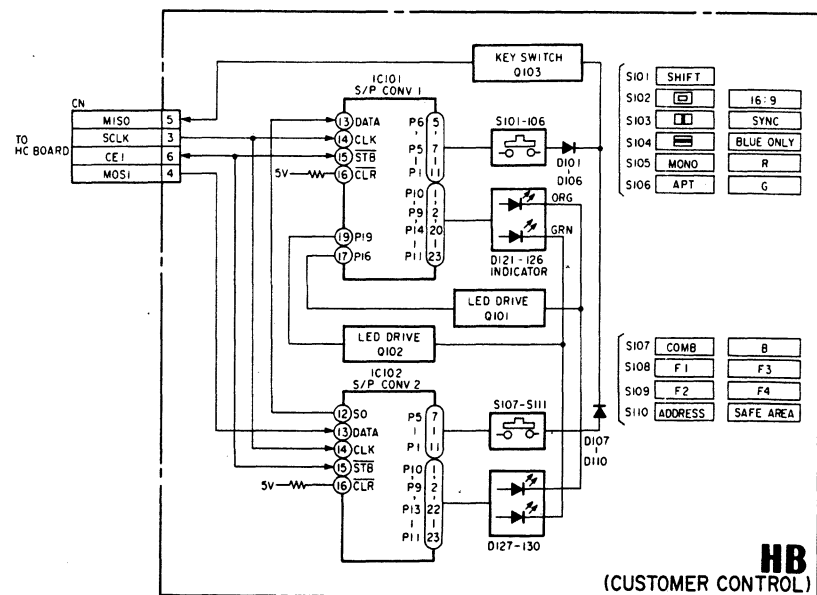 KEY SWITCH
Q103
IC101
S/P CONV 1
CN
MISO 5
SCLK 3
CEI 6
MOSI 4
TO
HC BOARD
13 DATA
14 CLK
15 STB
5V 16 CLR
19 P19
17 P16
P6 5
P5 7
P1 11
P10 1
P9 2
P14 20
P11 23
S101-106
D101
D106
ORG
GRN
D121-126
INDICATOR
LED DRIVE
Q101
LED DRIVE
Q102
IC102
S/P CONV 2
12 SO
13 DATA
14 CLK
15 STB
5V 16 CLR
P5 7
P1 11
P10 1
P9 2
P13 22
P11 23
S107-S111
D107
D110
D127-130
S101 SHIFT
S102 16:9
S103 SYNC
S104 BLUE ONLY
S105 MONO R
S106 APT G
S107 COMB B
S108 F1 F3
S109 F2 F4
S110 ADDRESS SAFE AREA
HB
(CUSTOMER CONTROL)